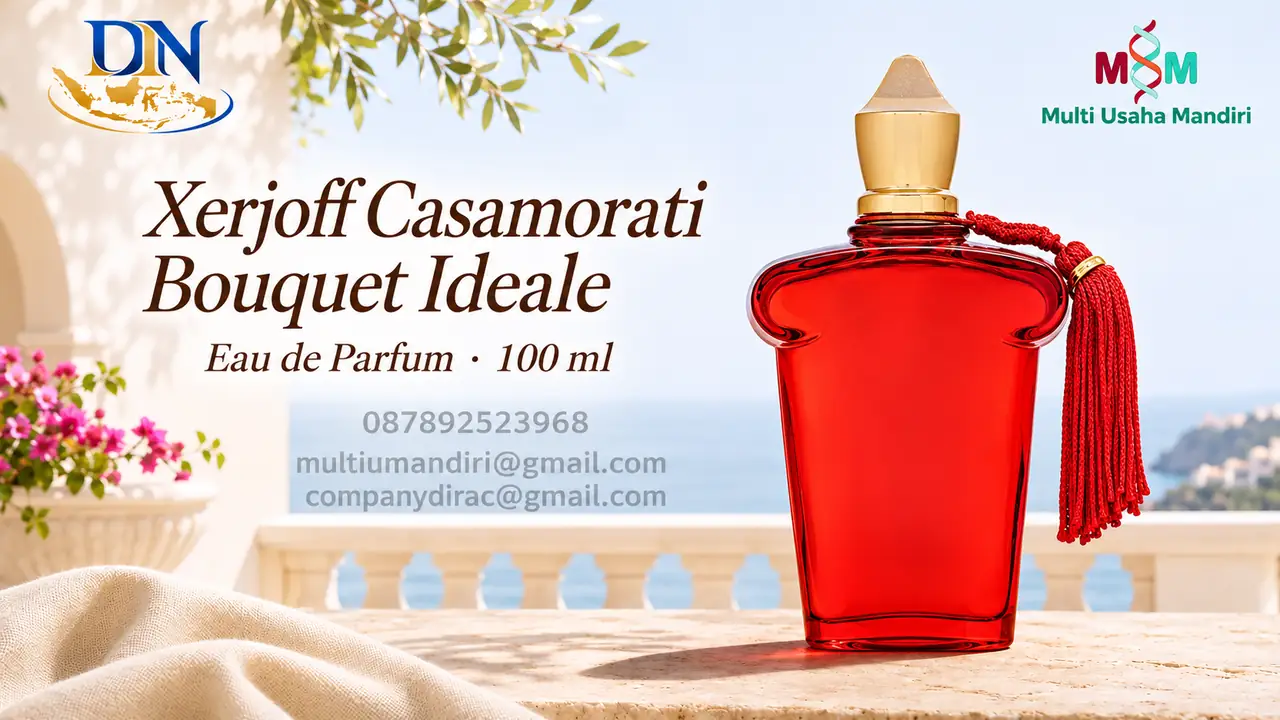 DN
M M
Multi Usaha Mandiri
Xerjoff Casamorati
Bouquet Ideale
Eau de Parfum · 100 ml
087892523968
multiumandiri@gmail.com
companydirac@gmail.com